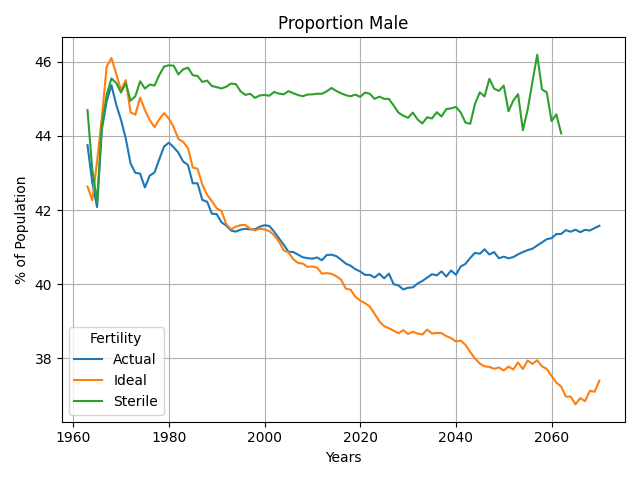 Proportion Male
46
44
42
40
38
% of Population
Fertility
Actual
Ideal
Sterile
1960
1980
2000
2020
2040
2060
Years